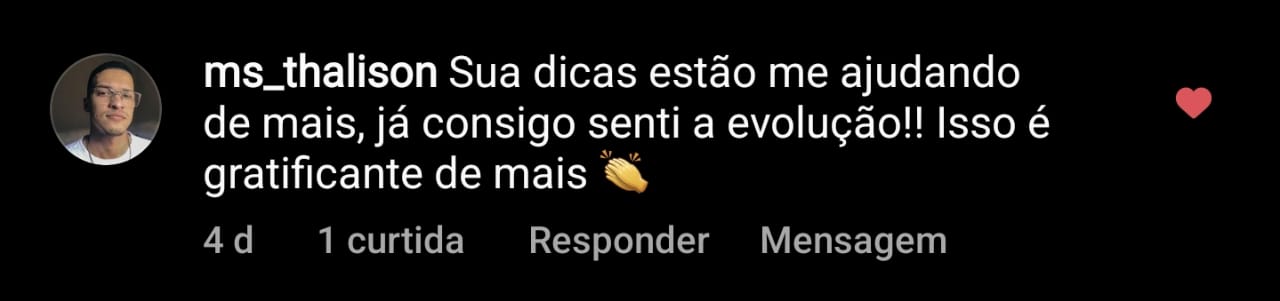 ms_thalison Sua dicas estão me ajudando
de mais, já consigo senti a evolução!! Isso é
gratificante de mais 👏
4 d 1 curtida Responder Mensagem